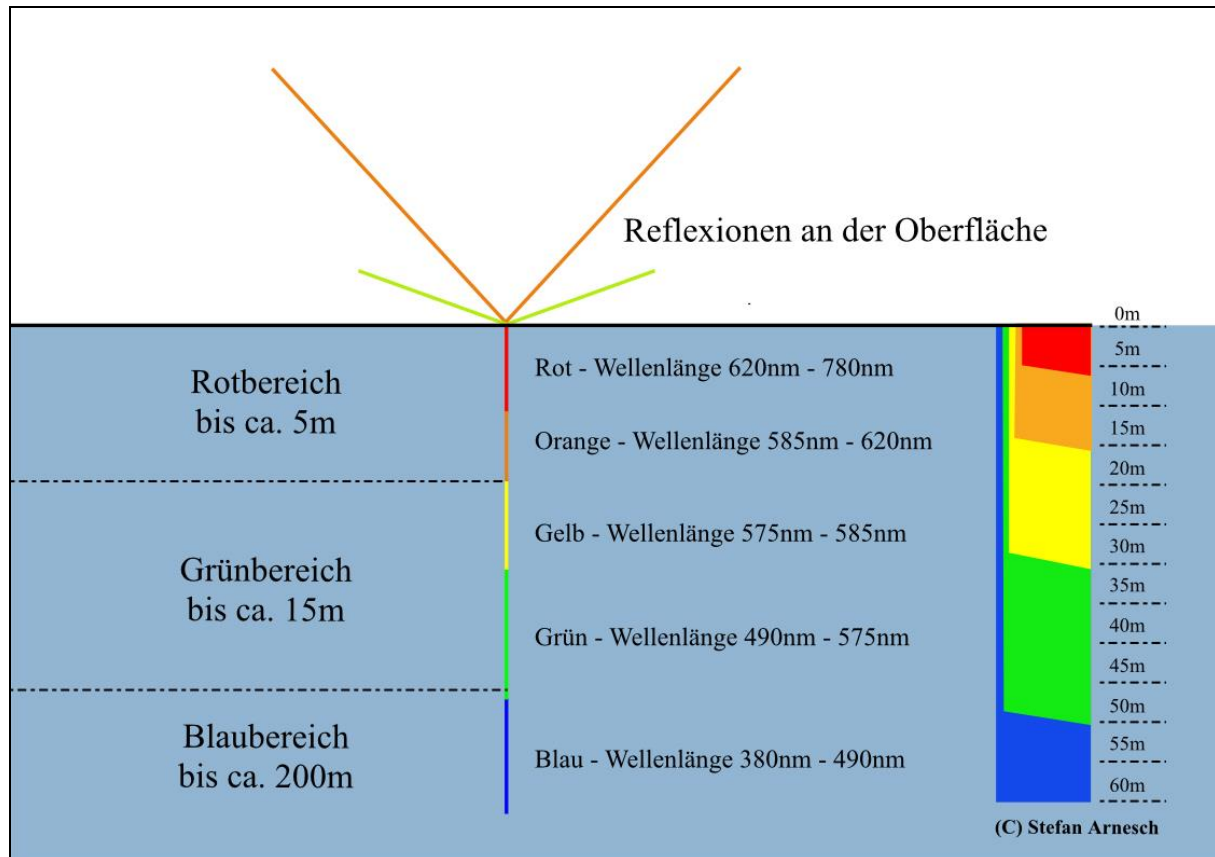 Reflexionen an der Oberfläche
Rotbereich
bis ca. 5m
Grünbereich
bis ca. 15m
Blaubereich
bis ca. 200m
Rot - Wellenlänge 620nm - 780nm
Orange - Wellenlänge 585nm - 620nm
Gelb - Wellenlänge 575nm - 585nm
Grün - Wellenlänge 490nm - 575nm
Blau - Wellenlänge 380nm - 490nm
0m
5m
10m
15m
20m
25m
30m
35m
40m
45m
50m
55m
60m
(C) Stefan Arnesch